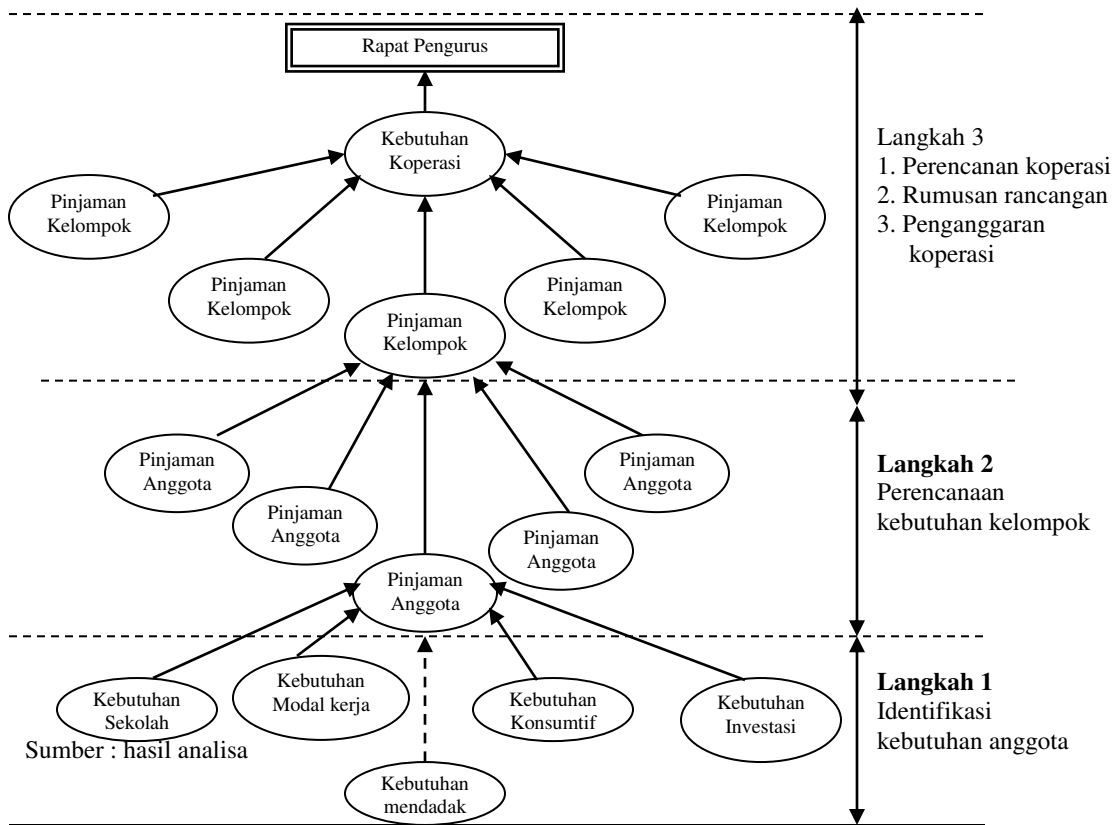 Rapat Pengurus
Kebutuhan
Koperasi
Langkah 3
1. Perencanan koperasi
2. Rumusan rancangan
3. Penganggaran
koperasi
Pinjaman
Kelompok
Pinjaman
Kelompok
Pinjaman
Kelompok
Pinjaman
Kelompok
Pinjaman
Kelompok
Pinjaman
Anggota
Pinjaman
Anggota
Pinjaman
Anggota
Pinjaman
Anggota
Pinjaman
Anggota
Langkah 2
Perencanaan
kebutuhan kelompok
Kebutuhan
Sekolah
Kebutuhan
Modal kerja
Kebutuhan
Konsumtif
Kebutuhan
Investasi
Langkah 1
Identifikasi
kebutuhan anggota
Sumber : hasil analisa
Kebutuhan
mendadak